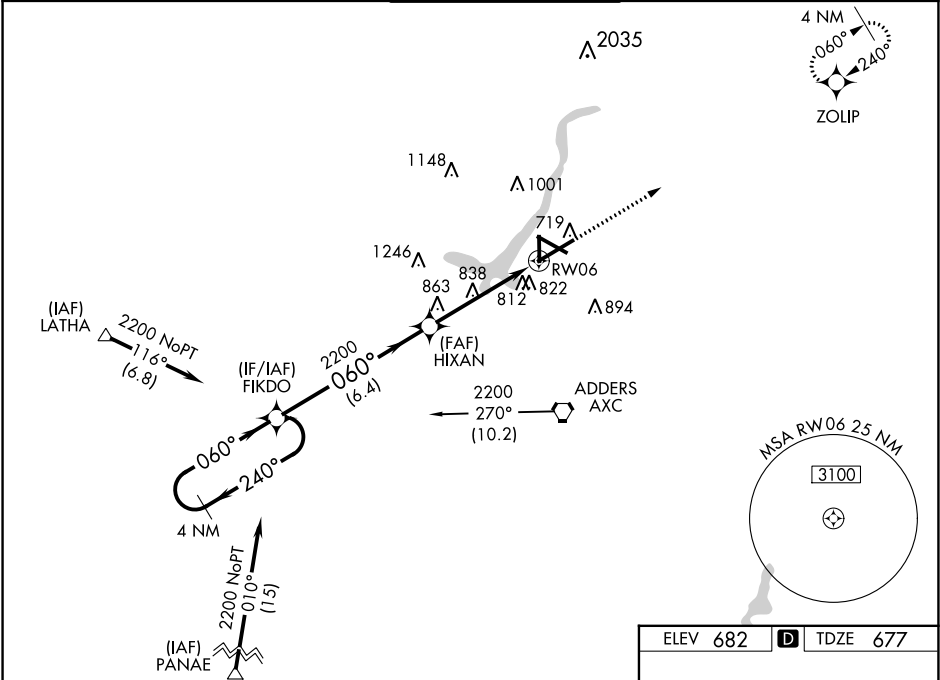 2035
4 NM
060°
240°
ZOLIP
1148
1001
719
1246
RW06
838
863
812
822
894
(IAF)
LATHA
2200 NoPT
116°
(6.8)
(FAF)
HIXAN
(IF/IAF)
FIKDO
2200
060°
(6.4)
2200
270°
(10.2)
ADDERS
AXC
060°
240°
4 NM
MSA RW06 25 NM
3100
2200 NoPT
010°
(15)
(IAF)
PANAE
ELEV 682 D TDZE 677